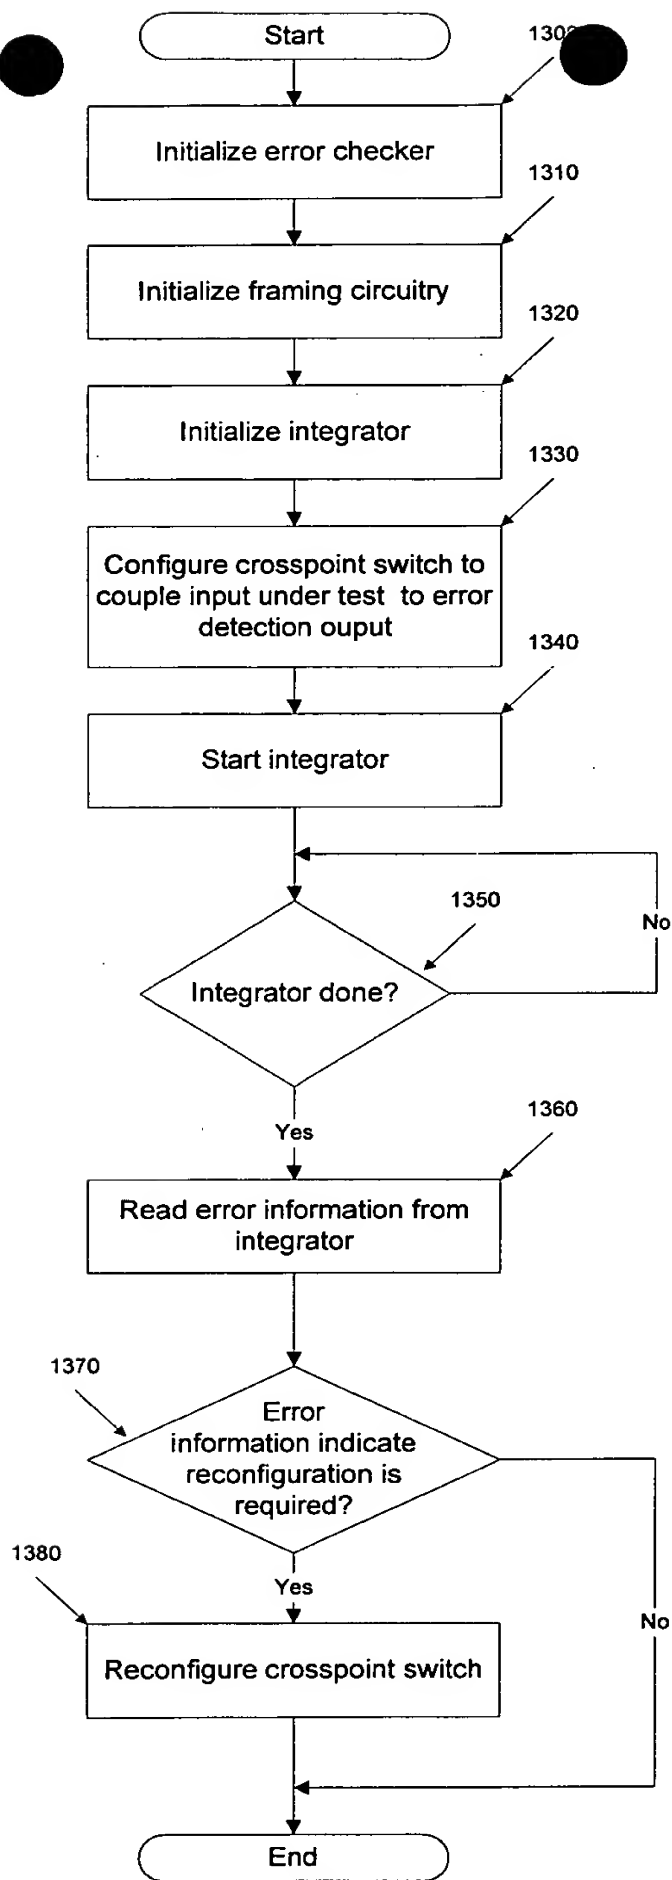 Start
Initialize error checker
1310
Initialize framing circuitry
1320
Initialize integrator
1330
Configure crosspoint switch to
couple input under test to error
detection ouput
1340
Start integrator
1350
No
Integrator done?
Yes
1360
Read error information from
integrator
1370
Error
information indicate
reconfiguration is
required?
1380
Yes
No
Reconfigure crosspoint switch
End